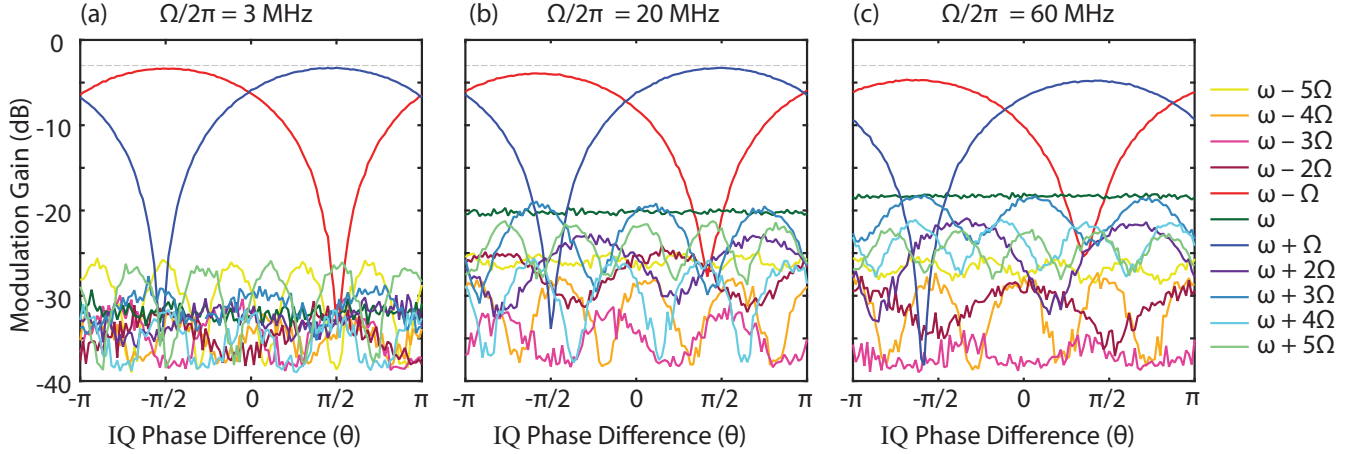 (a) Ω/2π = 3 MHz
(b) Ω/2π = 20 MHz
(c) Ω/2π = 60 MHz
Modulation Gain (dB)
0
-10
-20
-30
-40
-π -π/2 0 π/2 π
-π -π/2 0 π/2 π
-π -π/2 0 π/2 π
IQ Phase Difference (θ)
IQ Phase Difference (θ)
IQ Phase Difference (θ)
ω − 5Ω
ω − 4Ω
ω − 3Ω
ω − 2Ω
ω − Ω
ω
ω + Ω
ω + 2Ω
ω + 3Ω
ω + 4Ω
ω + 5Ω